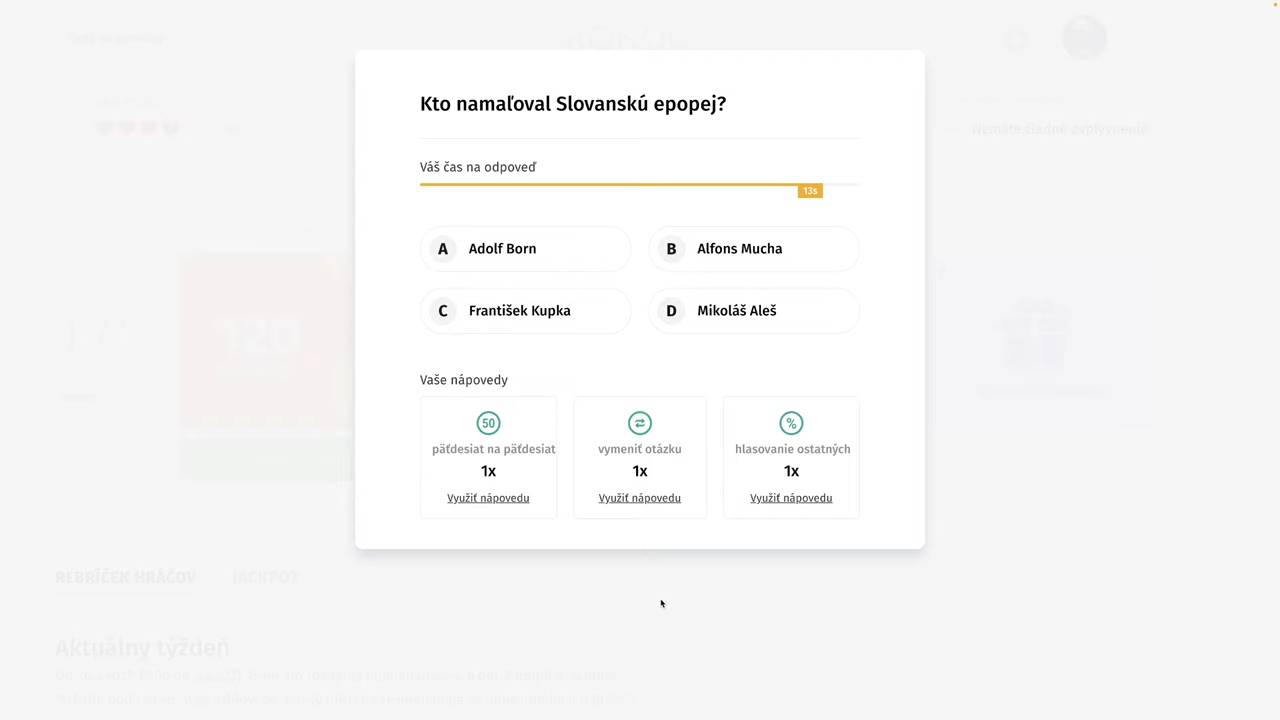 Kto namaľoval Slovanskú epopej?
Váš čas na odpoveď
13s
A Adolf Born
B Alfons Mucha
C František Kupka
D Mikoláš Aleš
Vaše nápovedy
50
päťdesiat na päťdesiat
1x
Využiť nápovedu
vymeniť otázku
1x
Využiť nápovedu
%
hlasovanie ostatných
1x
Využiť nápovedu
Nemáte žiadne ovplyvnenie
120
REBRÍČEK HRÁČOV
JACKPOT
Aktuálny týždeň